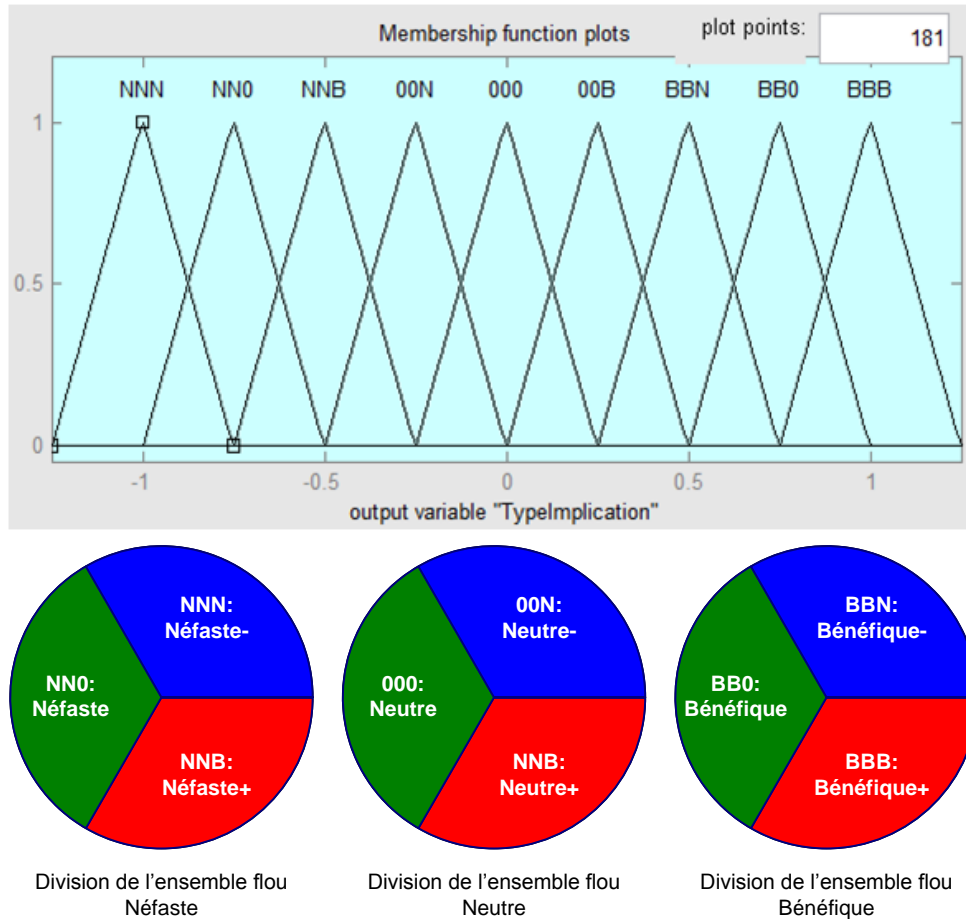 Membership function plots
plot points:
181
NNN NN0 NNB 00N 000 00B BBN BB0 BBB
1
0.5
0
-1 -0.5 0 0.5 1
output variable "TypeImplication"
NNN:
Néfaste-
NN0:
Néfaste
NNB:
Néfaste+
00N:
Neutre-
000:
Neutre
NNB:
Neutre+
BBN:
Bénéfique-
BB0:
Bénéfique
BBB:
Bénéfique+
Division de l'ensemble flou
Néfaste
Division de l'ensemble flou
Neutre
Division de l'ensemble flou
Bénéfique